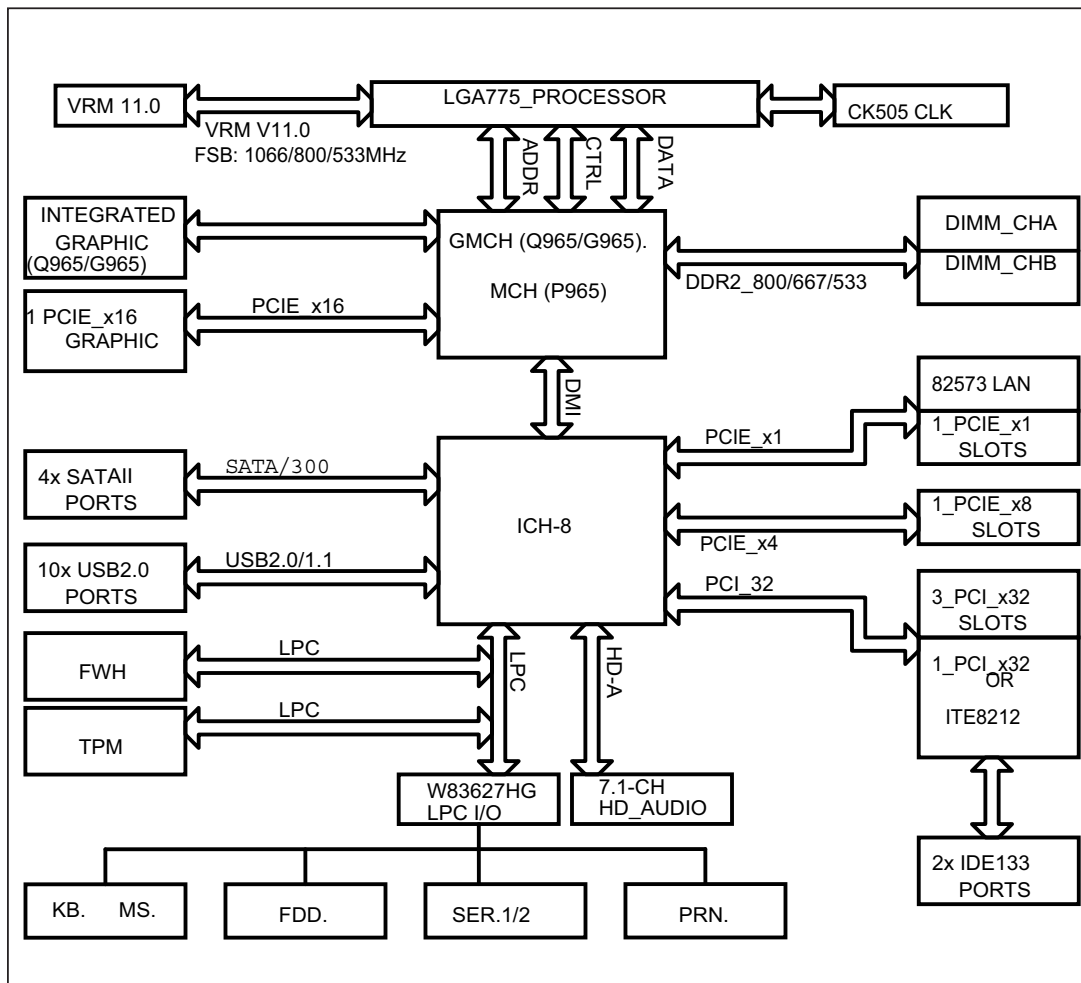 LGA775_PROCESSOR
VRM 11.0
CK505 CLK
VRM V11.0
FSB: 1066/800/533MHz
ADDR
CTRL
DATA
INTEGRATED
GRAPHIC
(Q965/G965)
GMCH (Q965/G965).
MCH (P965)
DIMM_CHA
DIMM_CHB
DDR2_800/667/533
1 PCIE_x16
GRAPHIC
PCIE_x16
DMI
82573 LAN
1_PCIE_x1
SLOTS
PCIE_x1
4x SATAII
PORTS
SATA/300
ICH-8
1_PCIE_x8
SLOTS
PCIE_x4
10x USB2.0
PORTS
USB2.0/1.1
PCI_32
3_PCI_x32
SLOTS
1_PCI_x32
OR
ITE8212
FWH
LPC
LPC
HD-A
TPM
LPC
W83627HG
LPC I/O
7.1-CH
HD_AUDIO
2x IDE133
PORTS
KB. MS.
FDD.
SER.1/2
PRN.